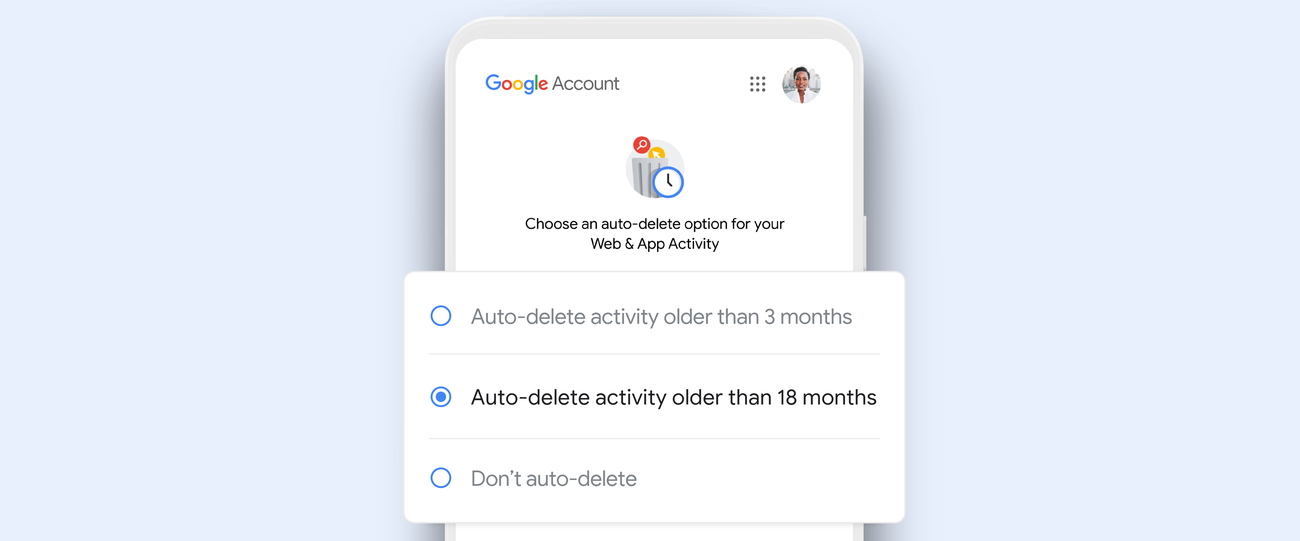 Google Account
Choose an auto-delete option for your
Web & App Activity
Auto-delete activity older than 3 months
Auto-delete activity older than 18 months
Don’t auto-delete